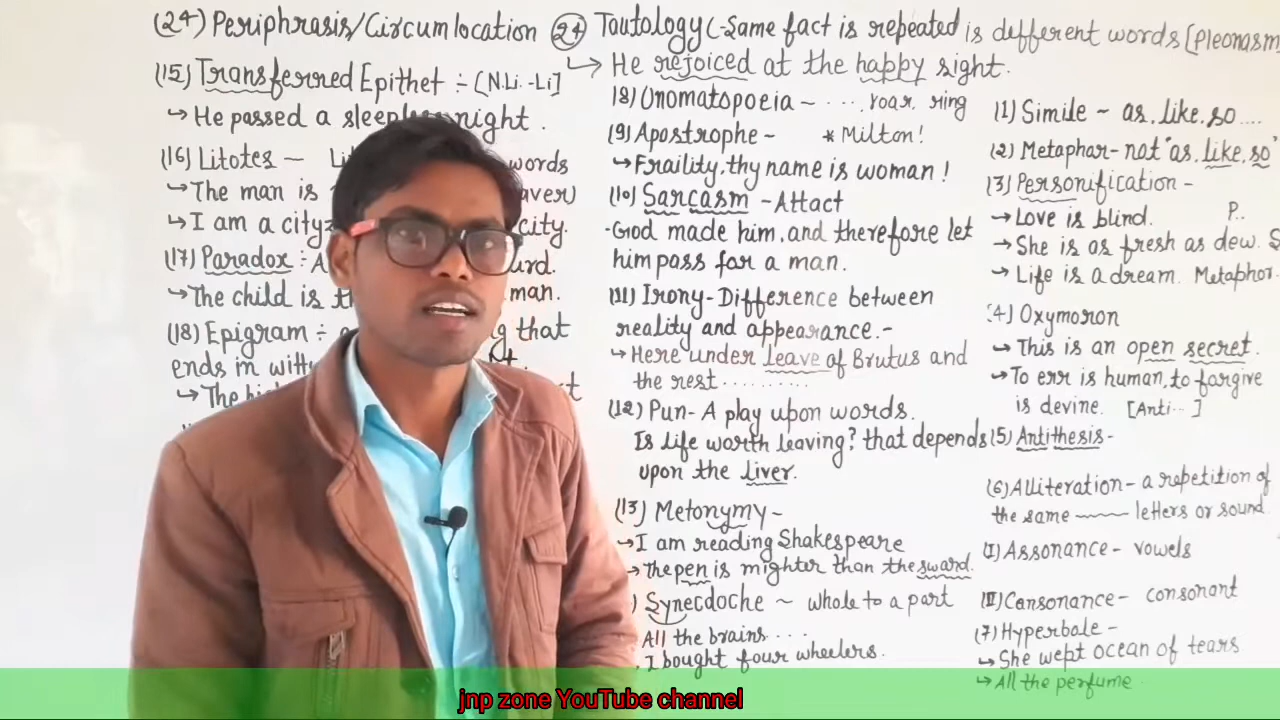 (24) Periphrasis/Circumlocution
(15) Transferred Epithet ÷ [N.Li. -Li]
↳ He passed a sleepless night.
(16) Litotes – words
↳ The man is aver)
↳ I am a city.
(17) Paradox : A urd.
↳ The child is the man.
(18) Epigram ÷ that
ends in witty
↳ The
(24) Tautology (-Same fact is repeated is different words [Pleonasm
↳ He rejoiced at the happy sight.
(8) Onomatopoeia ~ .... roar, ring
(9) Apostrophe ~ * Milton!
↳ Fraility, thy name is woman!
(10) Sarcasm - Attact
-God made him, and therefore let
him pass for a man.
(11) Irony - Difference between
reality and appearance.-
↳ Here under leave of Brutus and
the rest .........
(12) Pun - A play upon words.
Is life worth leaving? that depends
upon the liver.
(13) Metonymy ~
→ I am reading Shakespeare
→ The pen is mighter than the sward.
) Synecdoche ~ whole to a part
All the brains....
I bought four wheelers.
(1) Simile ~ as, like, so ....
(2) Metaphar - not "as, like, so"
(3) Personification -
↳ Love is blind. P..
↳ She is as fresh as dew. S
↳ Life is a dream. Metaphor.
(4) Oxymoron
↳ This is an open secret.
↳ To err is human, to forgive
is devine. [Anti...]
(5) Antithesis -
(6) Alliteration - a repetition of
the same —— letters or sound
(I) Assonance - vowels
(II) Consonance - consonant
(7) Hyperbale -
↳ She wept ocean of tears
↳ All the perfume
jnp zone YouTube channel